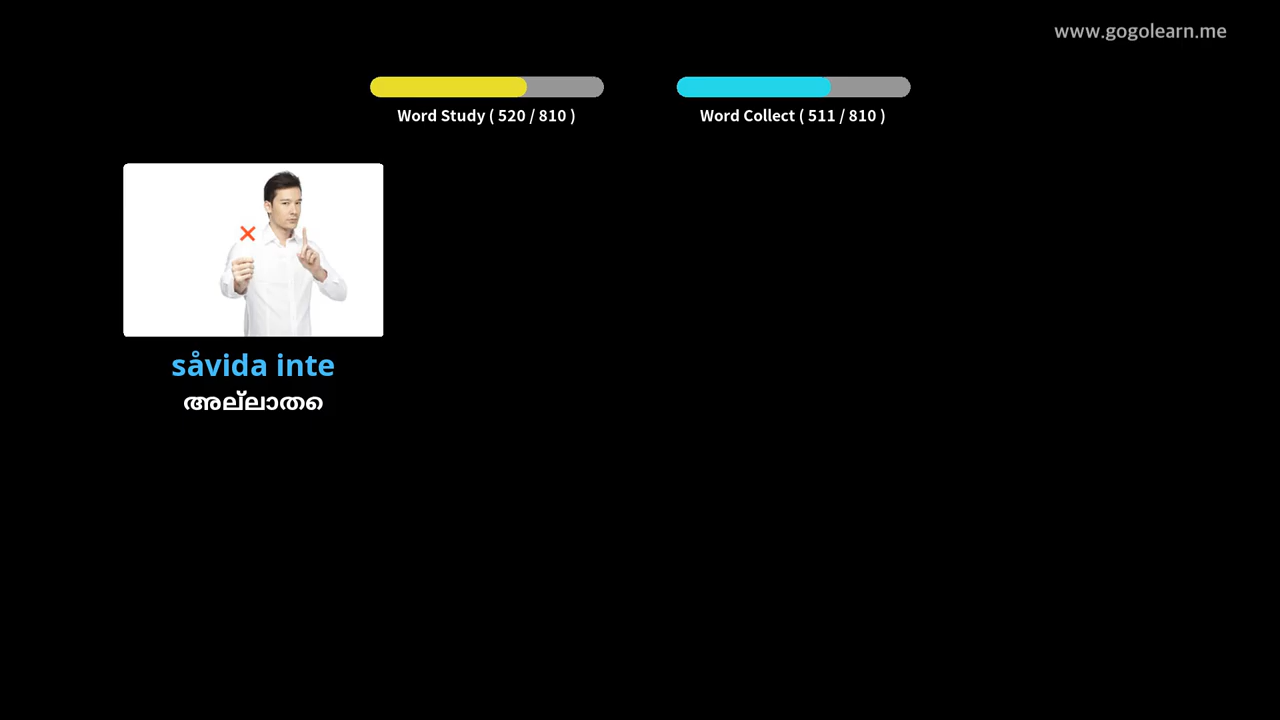 www.gogolearn.me
Word Study ( 520 / 810 )
Word Collect ( 511 / 810 )
såvida inte
അല്ലാതെ